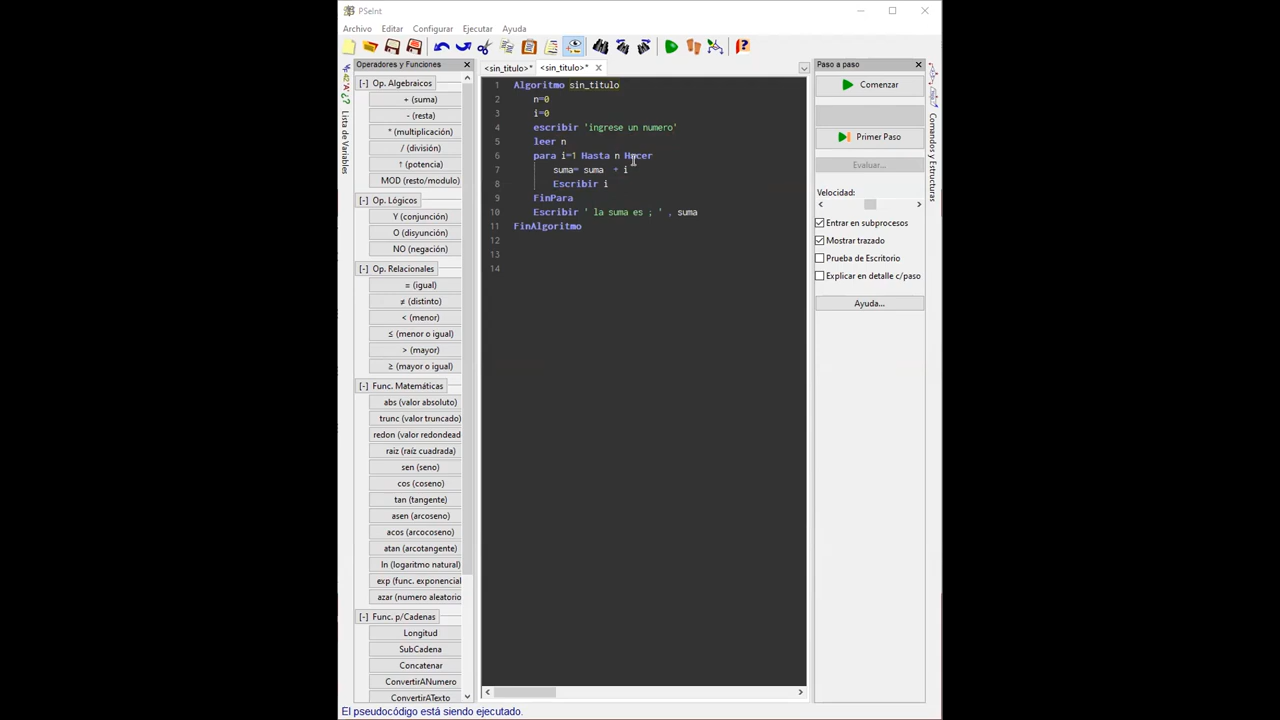 PSeInt
Archivo Editar Configurar Ejecutar Ayuda
Operadores y Funciones
Lista de Variables
[-] Op. Algebraicos
+ (suma)
- (resta)
* (multiplicación)
/ (división)
↑ (potencia)
MOD (resto/modulo)
[-] Op. Lógicos
Y (conjunción)
O (disyunción)
NO (negación)
[-] Op. Relacionales
= (igual)
≠ (distinto)
< (menor)
≤ (menor o igual)
> (mayor)
≥ (mayor o igual)
[-] Func. Matemáticas
abs (valor absoluto)
trunc (valor truncado)
redon (valor redondead
raiz (raíz cuadrada)
sen (seno)
cos (coseno)
tan (tangente)
asen (arcoseno)
acos (arcocoseno)
atan (arcotangente)
ln (logaritmo natural)
exp (func. exponencial
azar (numero aleatorio
[-] Func. p/Cadenas
Longitud
SubCadena
Concatenar
ConvertirANumero
ConvertirATexto
<sin_titulo>* <sin_titulo>*
1 Algoritmo sin_titulo
2 n=0
3 i=0
4 escribir 'ingrese un numero'
5 leer n
6 para i=1 Hasta n Hacer
7 suma= suma * i
8 Escribir i
9 FinPara
10 Escribir ' la suma es ; ' , suma
11 FinAlgoritmo
12
13
14
Paso a paso
Comenzar
Primer Paso
Evaluar...
Velocidad:
Entrar en subprocesos
Mostrar trazado
Prueba de Escritorio
Explicar en detalle c/paso
Ayuda...
Comandos y Estructuras
El pseudocódigo está siendo ejecutado.